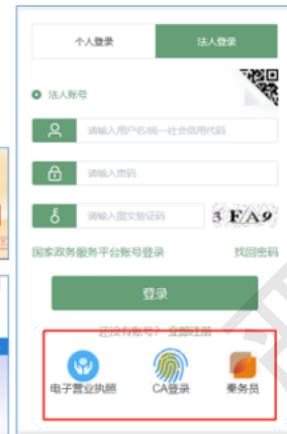 个人登录
法人登录
法人账号
请输入用户名/统一社会信用代码
请输入密码
请输入图文验证码
3 FA9
国家政务服务平台账号登录
找回密码
登录
还没有账号？ 立即注册
电子营业执照
CA登录
秦务员